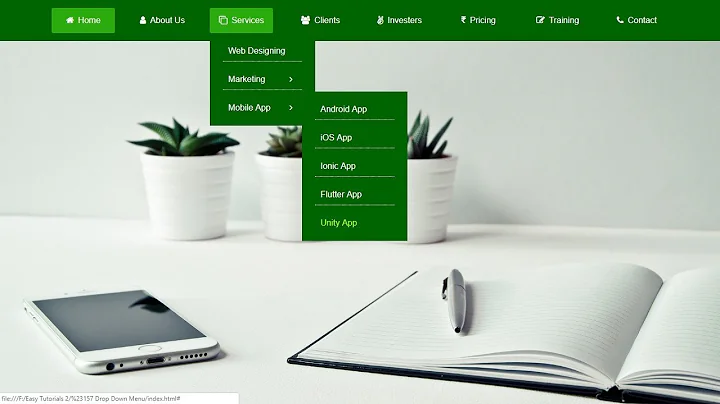 Home About Us Services Clients Investers ₹ Pricing Training Contact
Web Designing
Marketing
Mobile App
Android App
iOS App
Ionic App
Flutter App
Unity App
file:///F:/Easy Tutorials 2/%23157 Drop Down Menu/index.html#